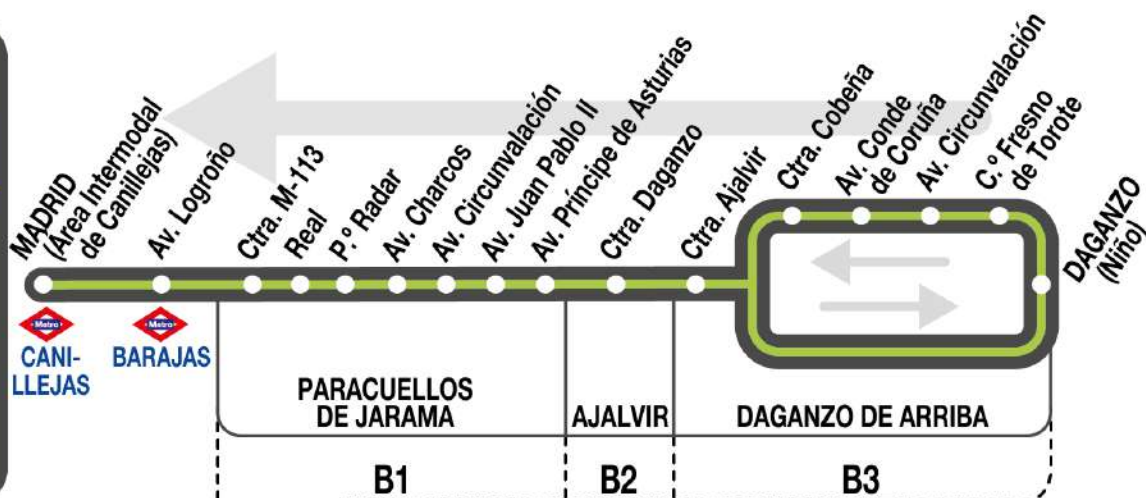 MADRID
(Área Intermodal
de Canillejas)
Av. Logroño
Ctra. M-113
Real
P.º Radar
Av. Charcos
Av. Circunvalación
Av. Juan Pablo II
Av. Príncipe de Asturias
Ctra. Daganzo
Ctra. Ajalvir
Ctra. Cobeña
Av. Conde
de Coruña
Av. Circunvalación
C.º Fresno
de Torote
DAGANZO
(Niño)
Metro
CANI-
LLEJAS
Metro
BARAJAS
PARACUELLOS
DE JARAMA
AJALVIR
DAGANZO DE ARRIBA
B1
B2
B3